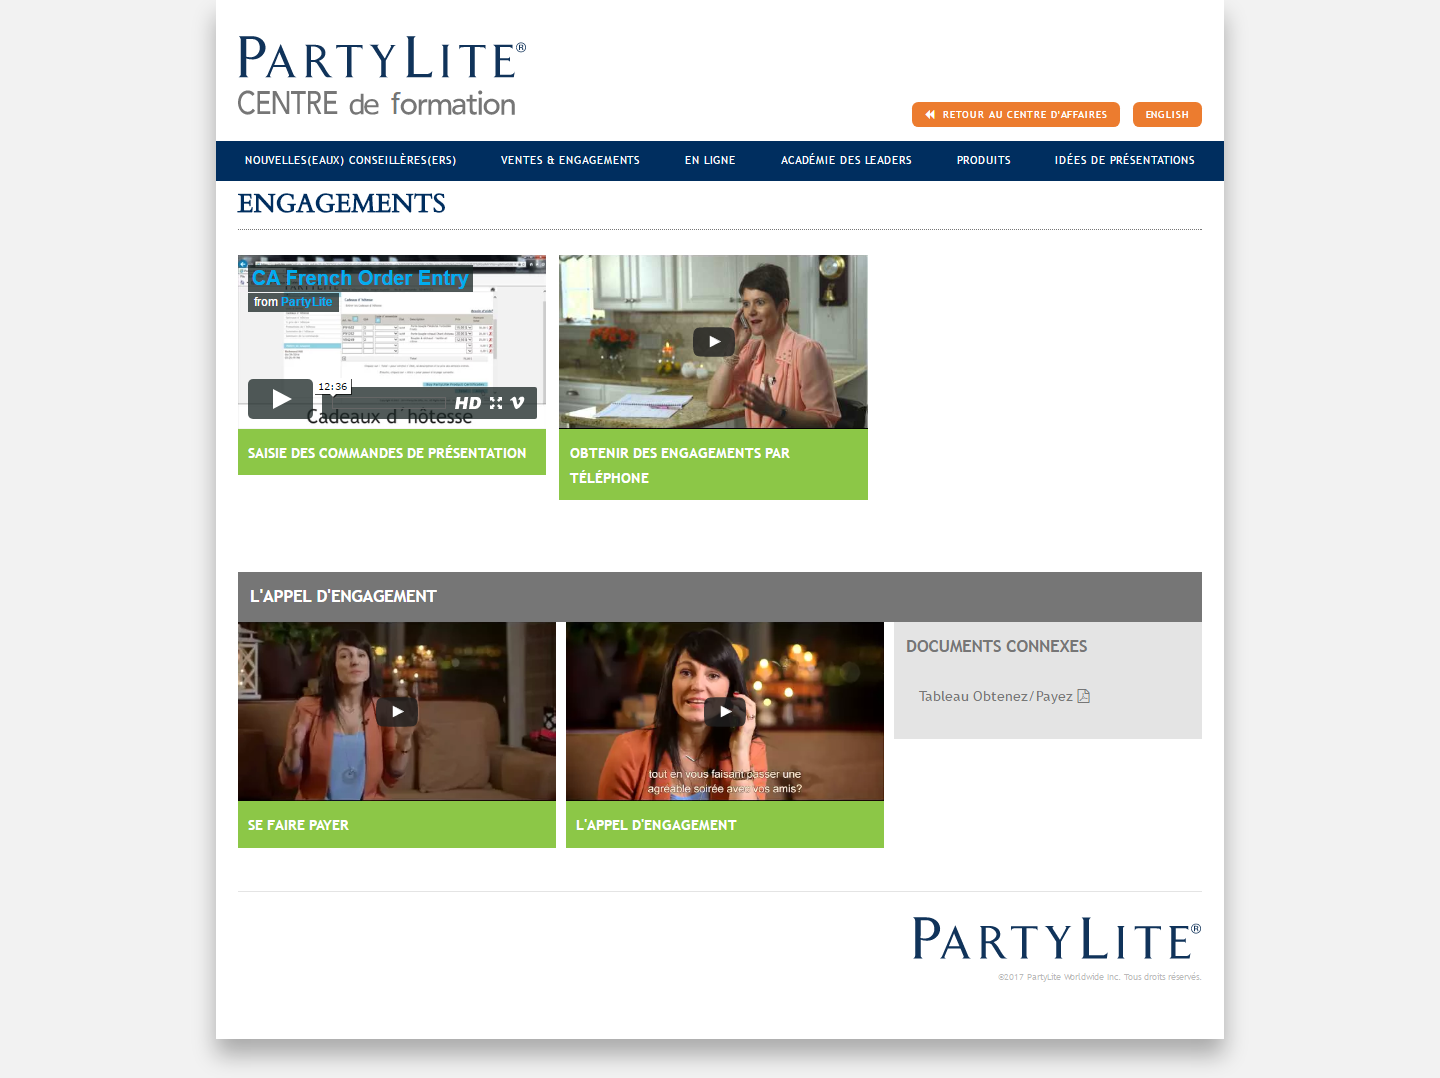 PARTYLITE®
CENTRE de formation
RETOUR AU CENTRE D'AFFAIRES
ENGLISH
NOUVELLES(EAUX) CONSEILLÈRES(ERS)
VENTES & ENGAGEMENTS
EN LIGNE
ACADÉMIE DES LEADERS
PRODUITS
IDÉES DE PRÉSENTATIONS
ENGAGEMENTS
CA French Order Entry
from PartyLite
12:36
HD
Cadeaux d'hôtesse
SAISIE DES COMMANDES DE PRÉSENTATION
OBTENIR DES ENGAGEMENTS PAR
TÉLÉPHONE
L'APPEL D'ENGAGEMENT
DOCUMENTS CONNEXES
Tableau Obtenez/Payez
tout en vous faisant passer une
agréable soirée avec vos amis?
SE FAIRE PAYER
L'APPEL D'ENGAGEMENT
PARTYLITE®
©2017 PartyLite Worldwide Inc. Tous droits réservés.